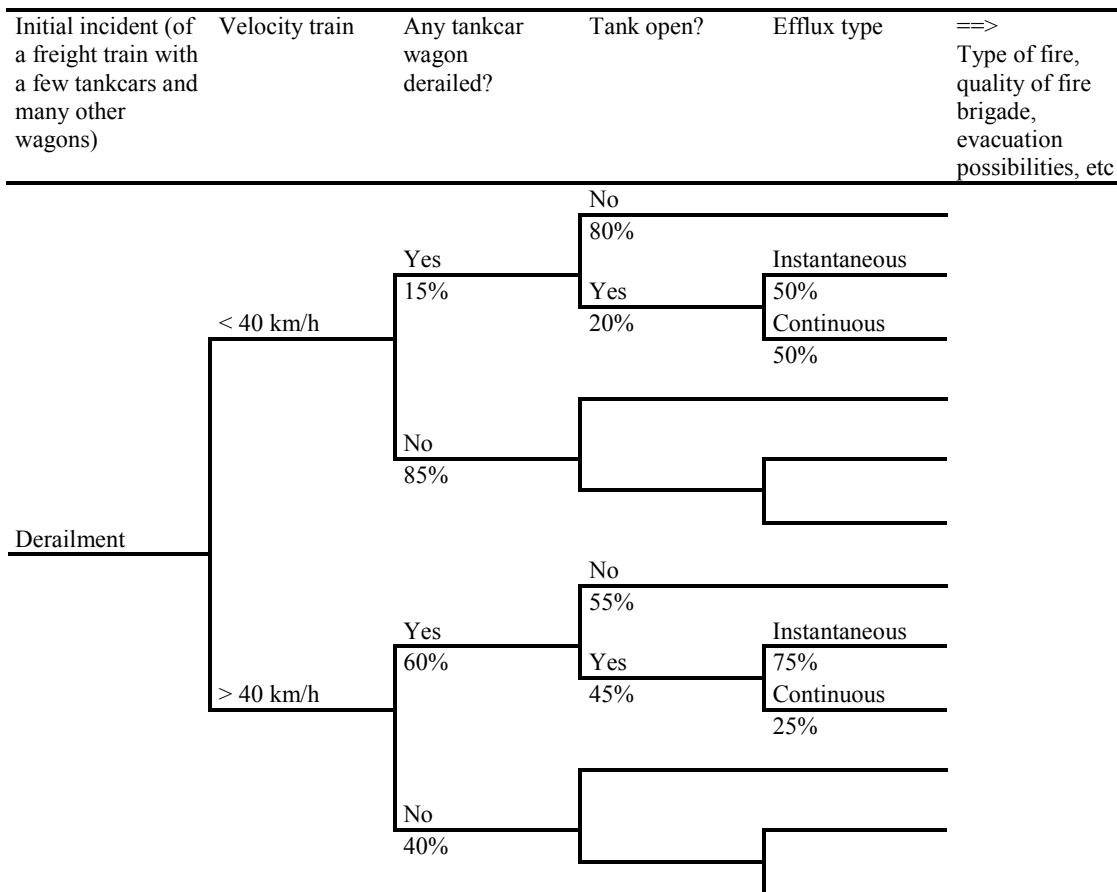 Initial incident (of
a freight train with
a few tankcars and
many other
wagons)
Velocity train
Any tankcar
wagon
derailed?
Tank open?
Efflux type
==>
Type of fire,
quality of fire
brigade,
evacuation
possibilities, etc
No
80%
Yes
15%
Instantaneous
50%
Yes
20%
Continuous
50%
< 40 km/h
No
85%
Derailment
No
55%
Yes
60%
Instantaneous
75%
Yes
45%
Continuous
25%
> 40 km/h
No
40%